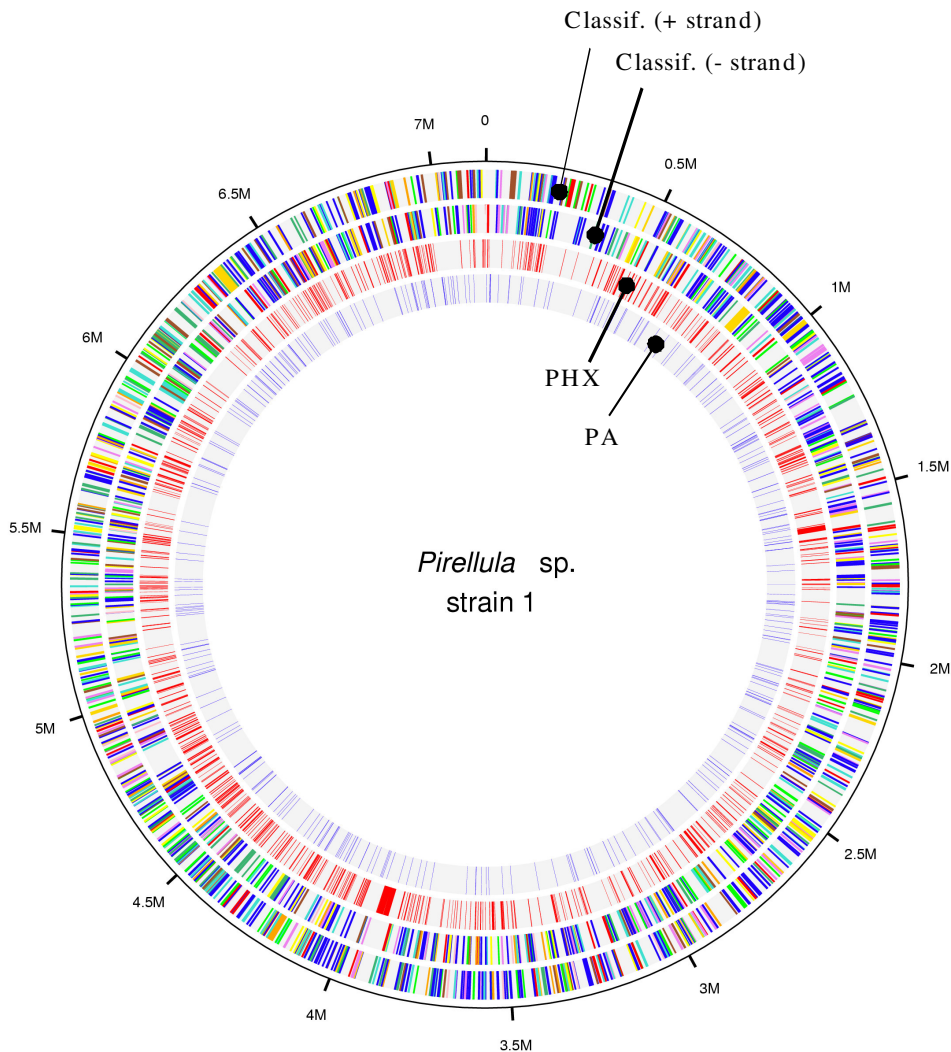 Classif. (+ strand)
Classif. (- strand)
0
7M
0.5M
6.5M
1M
6M
PHX
PA
1.5M
5.5M
Pirellula sp.
strain 1
2M
5M
2.5M
4.5M
3M
4M
3.5M